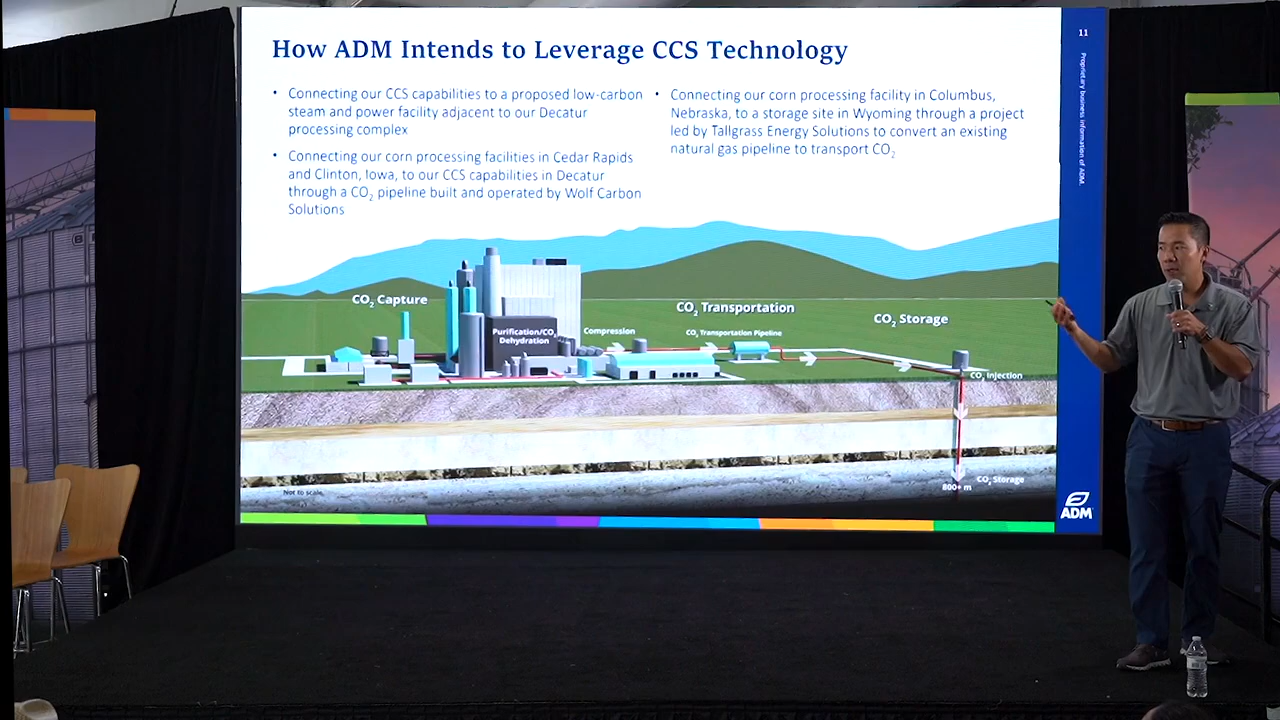 How ADM Intends to Leverage CCS Technology
• Connecting our CCS capabilities to a proposed low-carbon
steam and power facility adjacent to our Decatur
processing complex
• Connecting our corn processing facilities in Cedar Rapids
and Clinton, Iowa, to our CCS capabilities in Decatur
through a CO₂ pipeline built and operated by Wolf Carbon
Solutions
• Connecting our corn processing facility in Columbus,
Nebraska, to a storage site in Wyoming through a project
led by Tallgrass Energy Solutions to convert an existing
natural gas pipeline to transport CO₂
11
Proprietary business information of ADM.
CO₂ Capture
Purification/CO₂
Dehydration
Compression
CO₂ Transportation
CO₂ Transportation Pipeline
CO₂ Storage
CO₂ Injection
800+ m
CO₂ Storage
Not to scale.
ADM